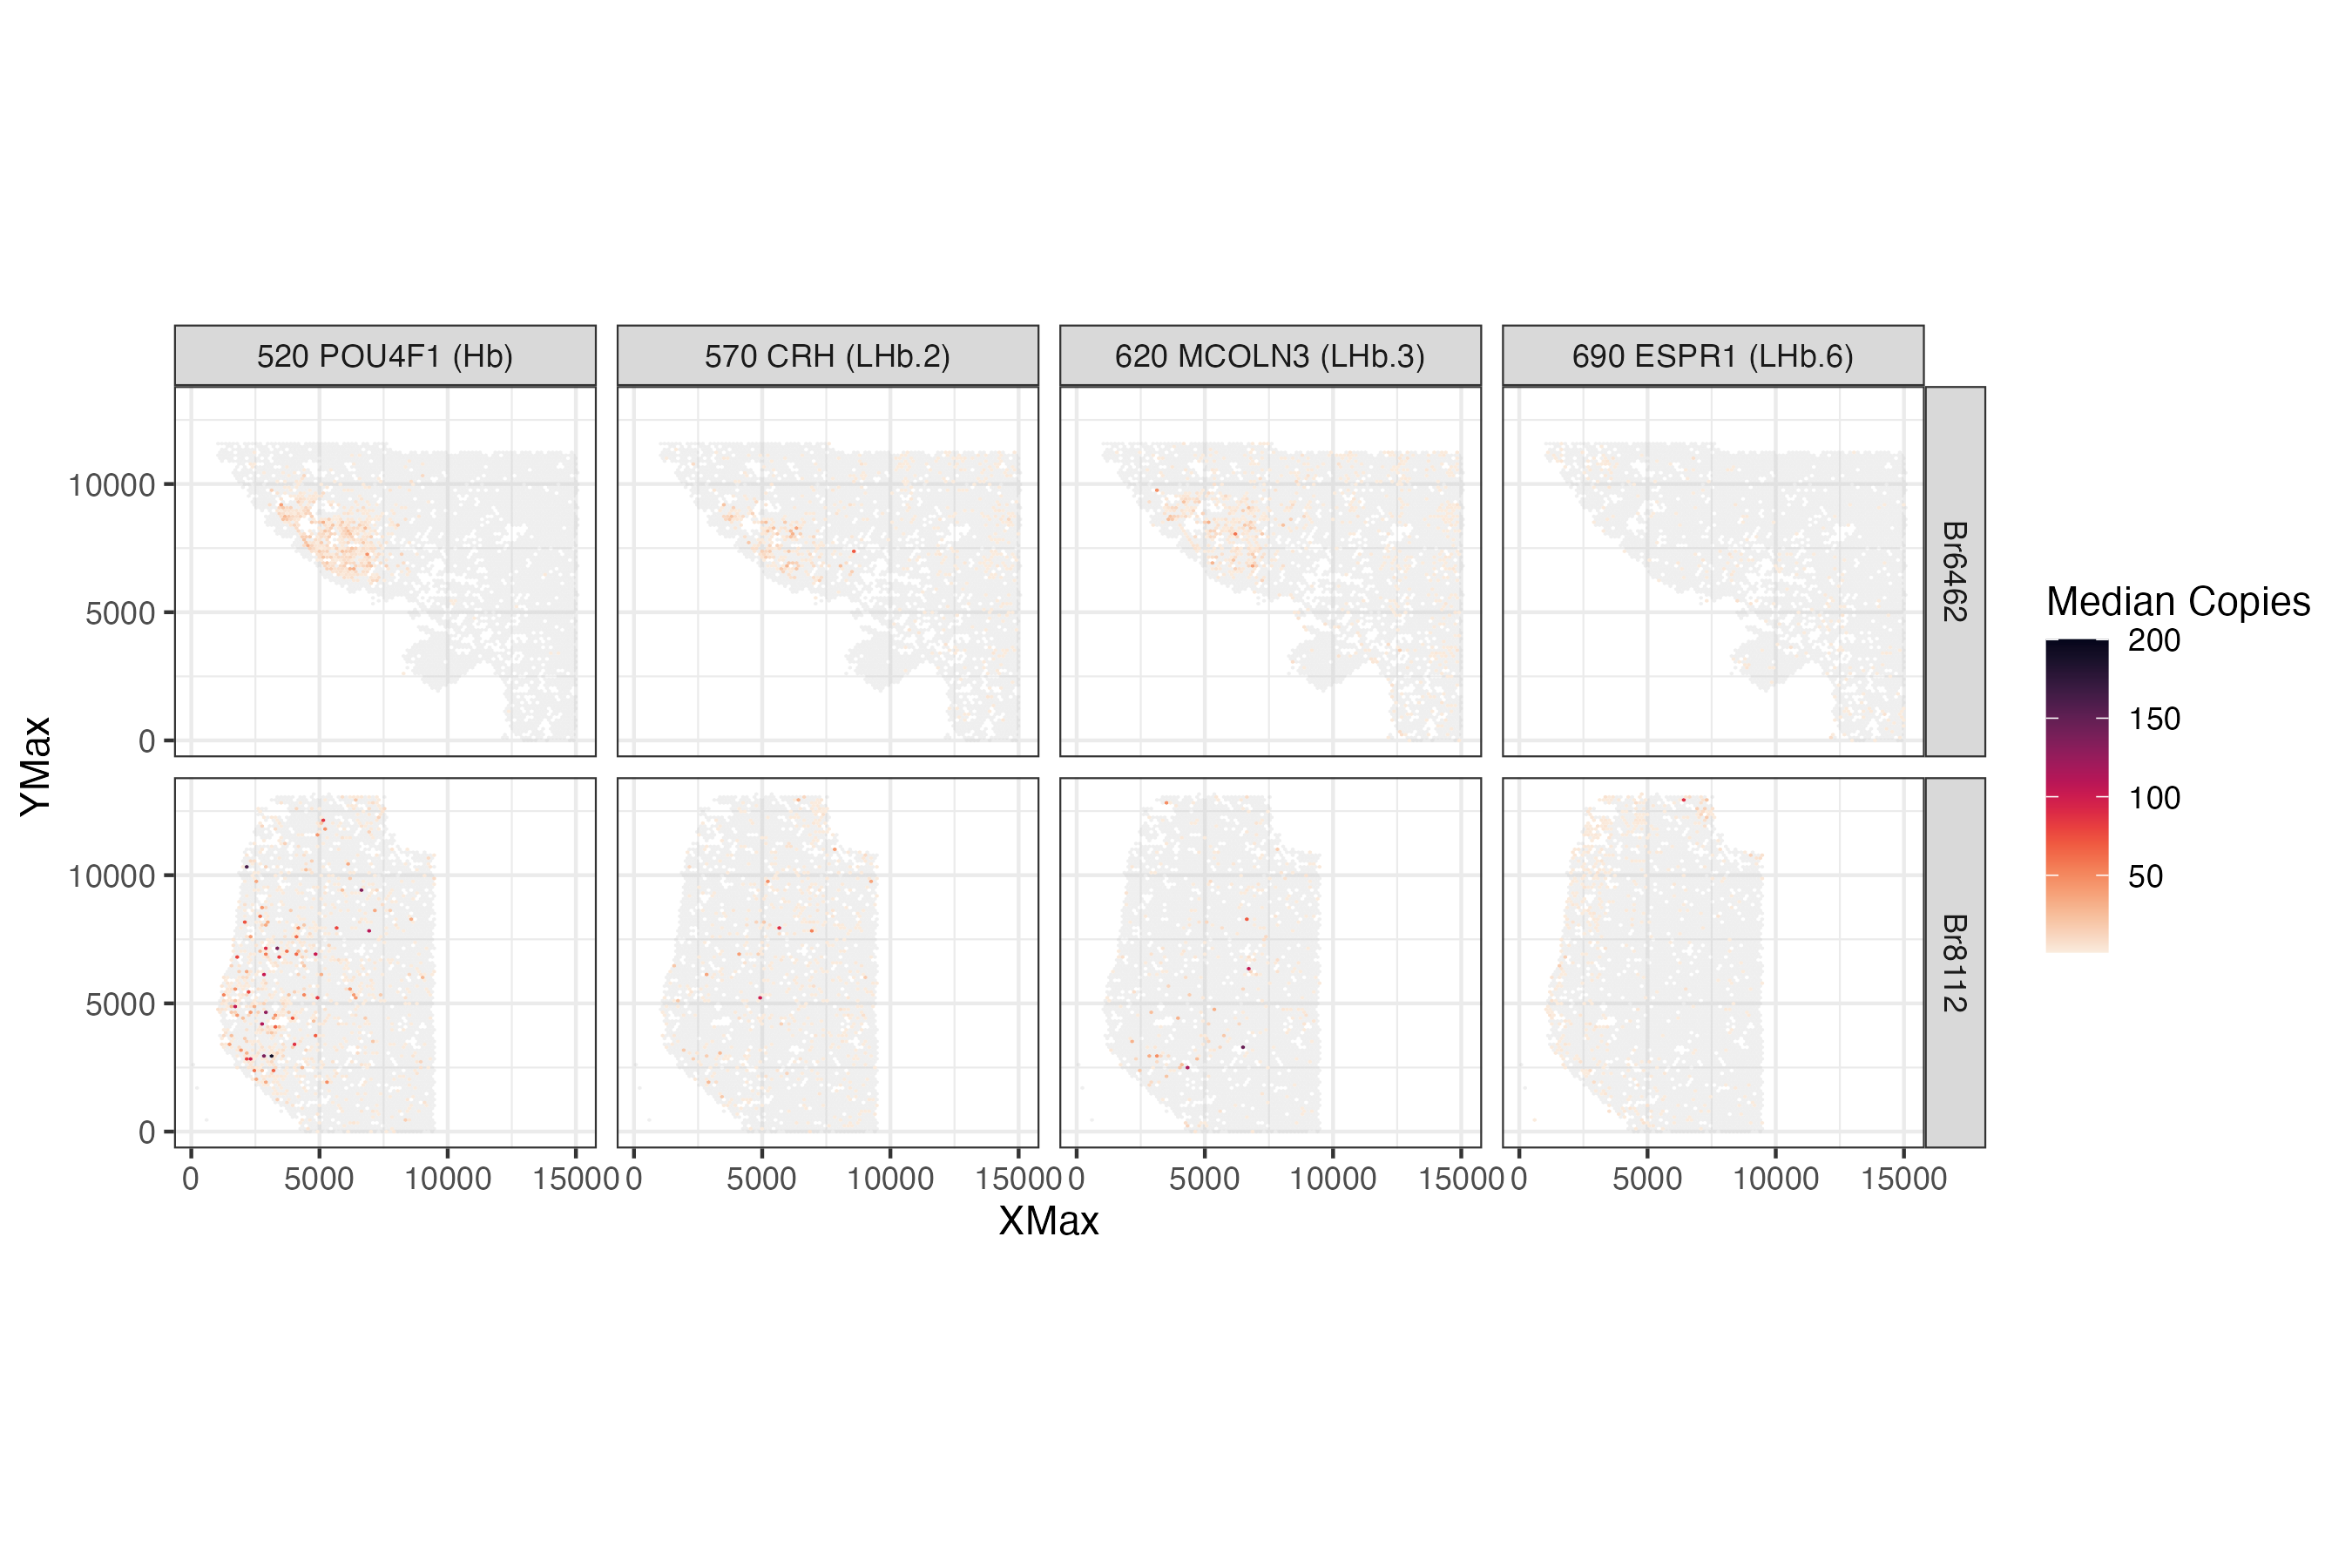 520 POU4F1 (Hb)
570 CRH (LHb.2)
620 MCOLN3 (LHb.3)
690 ESPR1 (LHb.6)
10000
5000
0
Br6462
10000
5000
0
Br8112
YMax
0 5000 10000 15000
0 5000 10000 15000
0 5000 10000 15000
0 5000 10000 15000
XMax
Median Copies
200
150
100
50